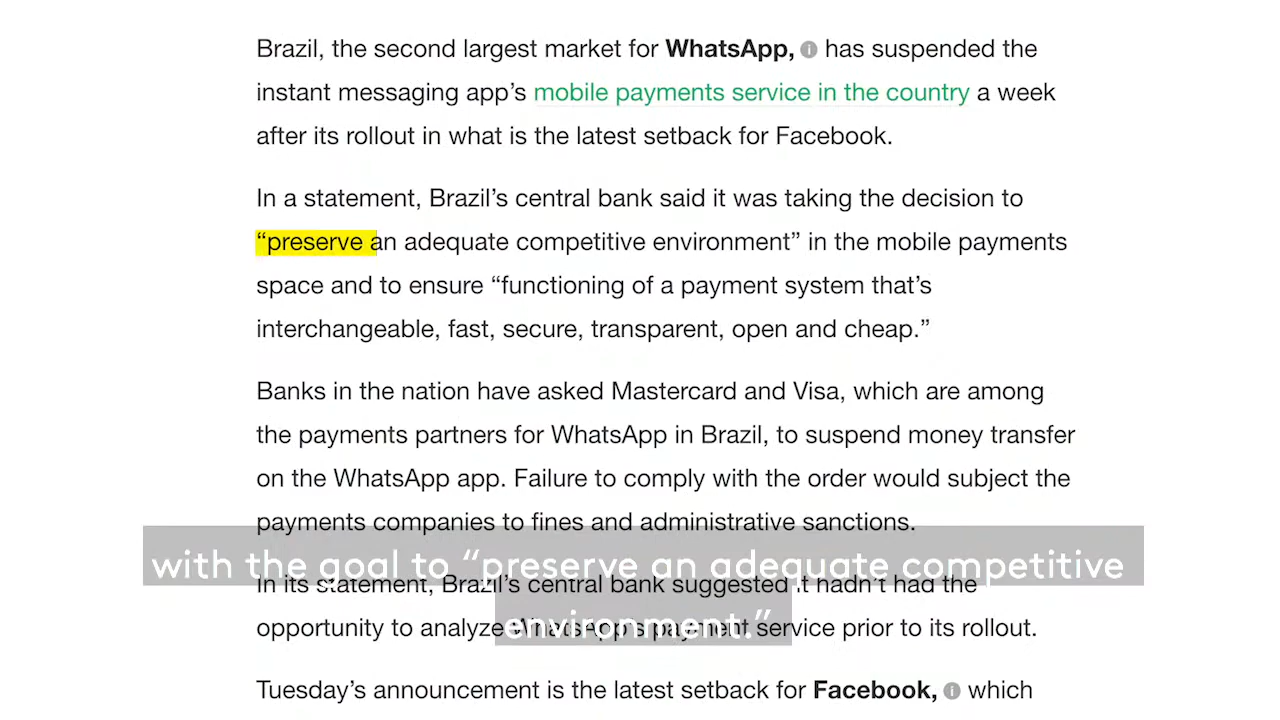 Brazil, the second largest market for WhatsApp, has suspended the
instant messaging app's mobile payments service in the country a week
after its rollout in what is the latest setback for Facebook.
In a statement, Brazil's central bank said it was taking the decision to
“preserve an adequate competitive environment” in the mobile payments
space and to ensure “functioning of a payment system that's
interchangeable, fast, secure, transparent, open and cheap.”
Banks in the nation have asked Mastercard and Visa, which are among
the payments partners for WhatsApp in Brazil, to suspend money transfer
on the WhatsApp app. Failure to comply with the order would subject the
payments companies to fines and administrative sanctions.
with the goal to “preserve an adequate competitive
environment.”
In its statement, Brazil's central bank suggested it hadn't had the
opportunity to analyze WhatsApp's payment service prior to its rollout.
Tuesday's announcement is the latest setback for Facebook, which